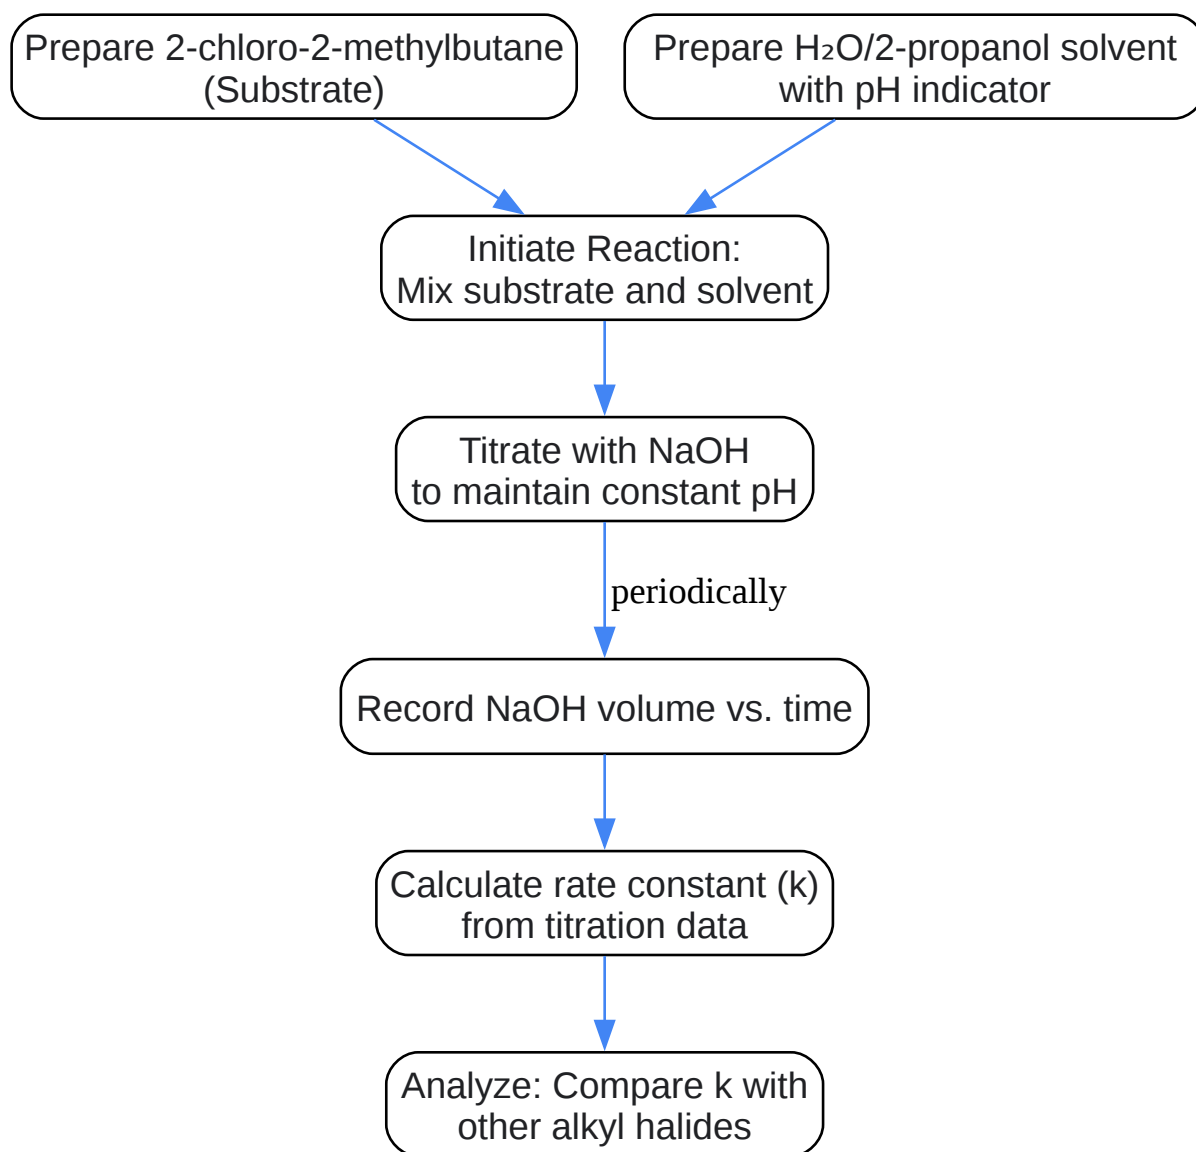 Prepare 2-chloro-2-methylbutane
(Substrate)
Prepare H₂O/2-propanol solvent
with pH indicator
Initiate Reaction:
Mix substrate and solvent
Titrate with NaOH
to maintain constant pH
periodically
Record NaOH volume vs. time
Calculate rate constant (k)
from titration data
Analyze: Compare k with
other alkyl halides